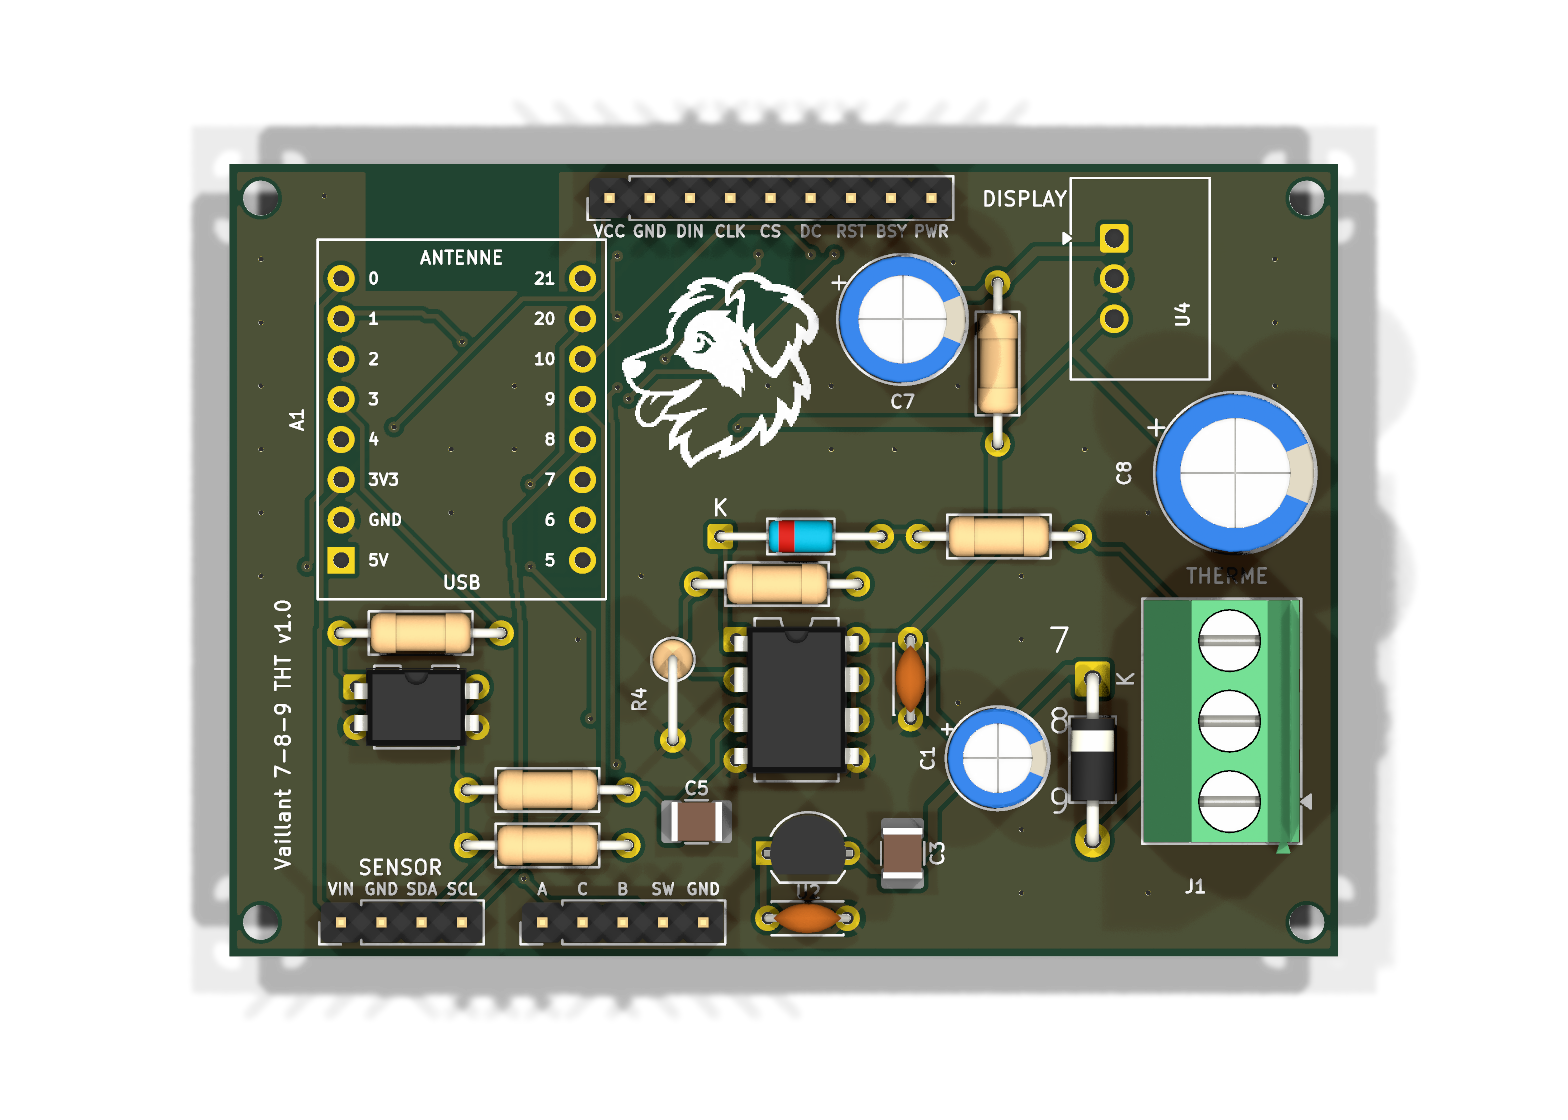 DISPLAY
VCC GND DIN CLK CS DC RST BSY PWR
ANTENNE
0 21
1 20
2 10
3 9
4 8
3V3 7
GND 6
5V 5
USB
A1
+
C7
U4
+
C8
K
THERME
7
K
8
9
R4
+
C1
C5
C3
U2
J1
Vaillant 7-8-9 THT v1.0
SENSOR
VIN GND SDA SCL
A C B SW GND